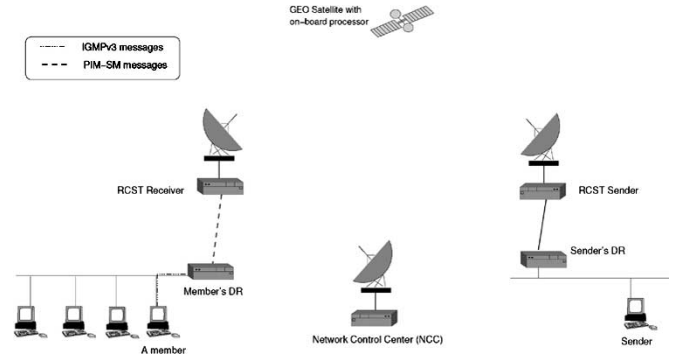 GEO Satellite with
on-board processor
IGMPv3 messages
PIM-SM messages
RCST Receiver
RCST Sender
Sender's DR
Member's DR
Network Control Center (NCC)
A member
Sender